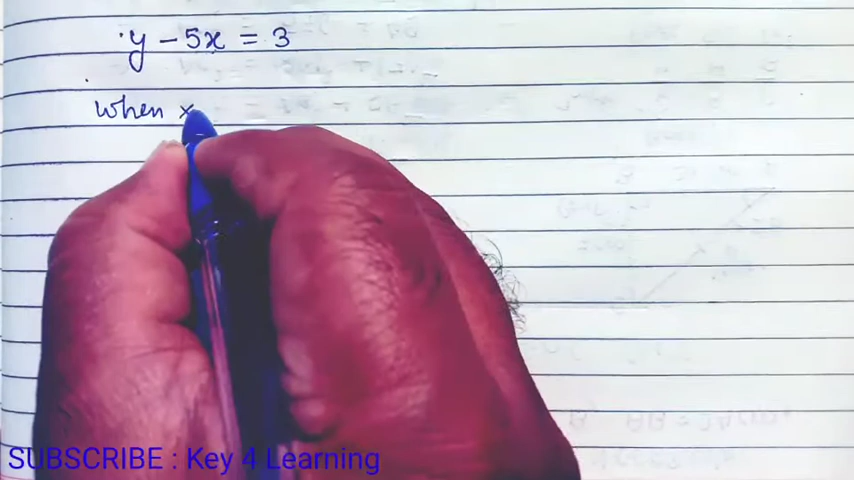 y - 5x = 3
when x
SUBSCRIBE : Key 4 Learning